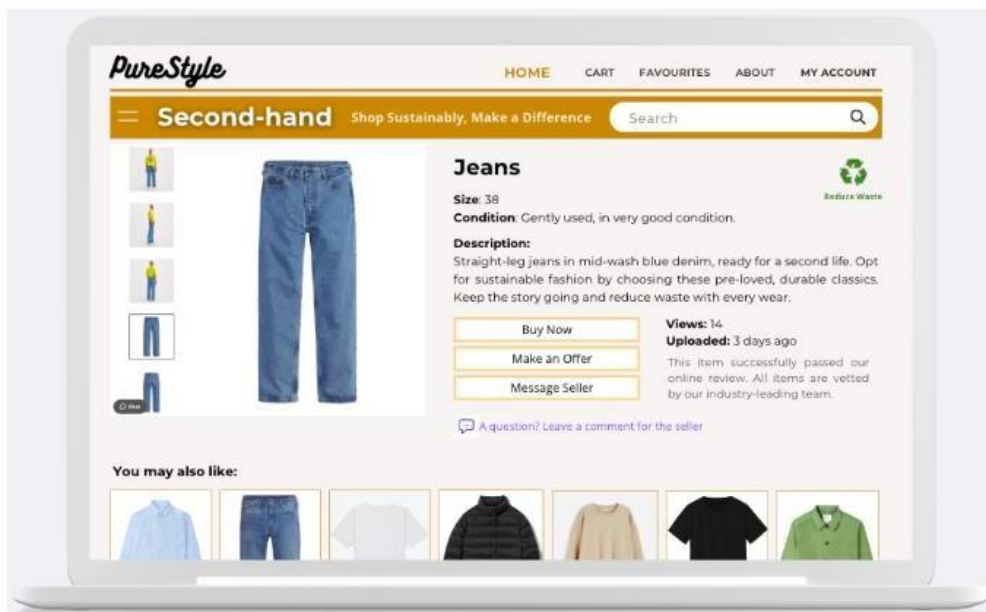 PureStyle
HOME CART FAVOURITES ABOUT MY ACCOUNT
Second-hand Shop Sustainably, Make a Difference Search
Jeans
Reduce Waste
Size: 38
Condition: Gently used, in very good condition.
Description:
Straight-leg jeans in mid-wash blue denim, ready for a second life. Opt
for sustainable fashion by choosing these pre-loved, durable classics.
Keep the story going and reduce waste with every wear.
Buy Now
Make an Offer
Message Seller
Views: 14
Uploaded: 3 days ago
This item successfully passed our
online review. All items are vetted
by our industry-leading team.
A question? Leave a comment for the seller
You may also like: